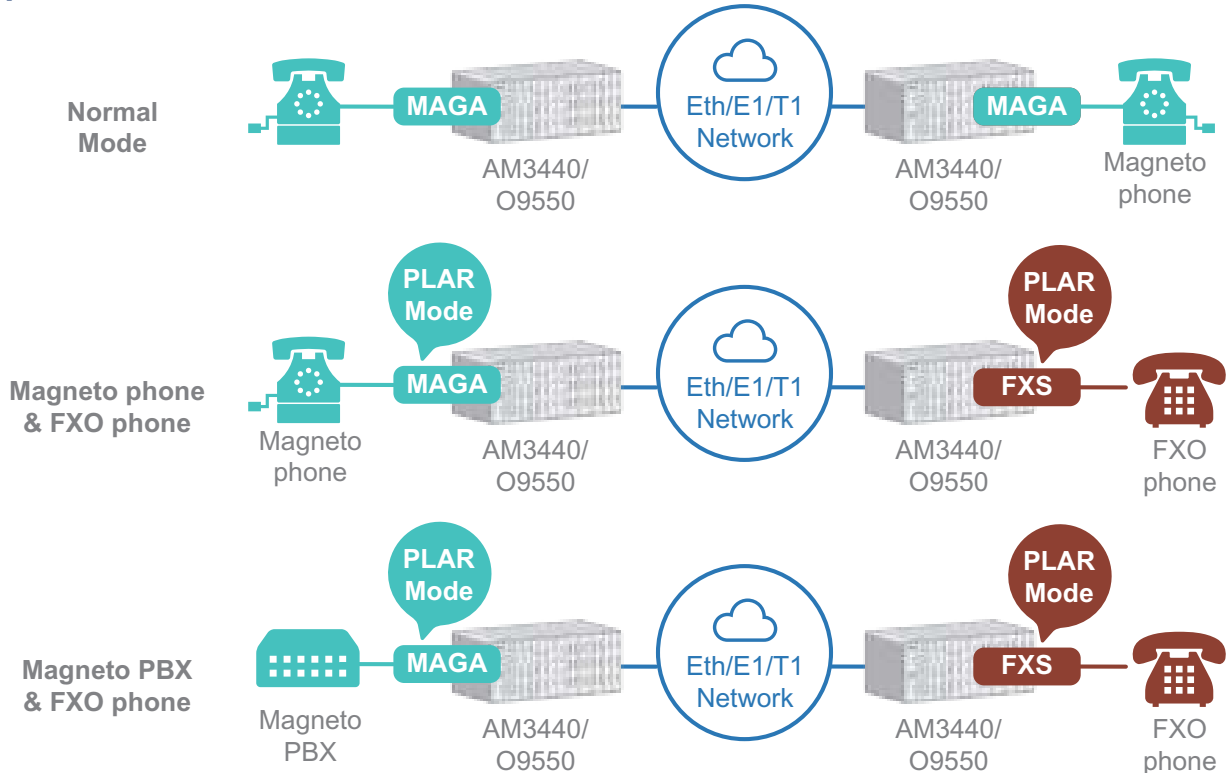 Normal
Mode
MAGA
AM3440/
O9550
Eth/E1/T1
Network
AM3440/
O9550
MAGA
Magneto
phone
Magneto phone
& FXO phone
Magneto
phone
PLAR
Mode
MAGA
AM3440/
O9550
Eth/E1/T1
Network
AM3440/
O9550
PLAR
Mode
FXS
FXO
phone
Magneto PBX
& FXO phone
Magneto
PBX
PLAR
Mode
MAGA
AM3440/
O9550
Eth/E1/T1
Network
AM3440/
O9550
PLAR
Mode
FXS
FXO
phone